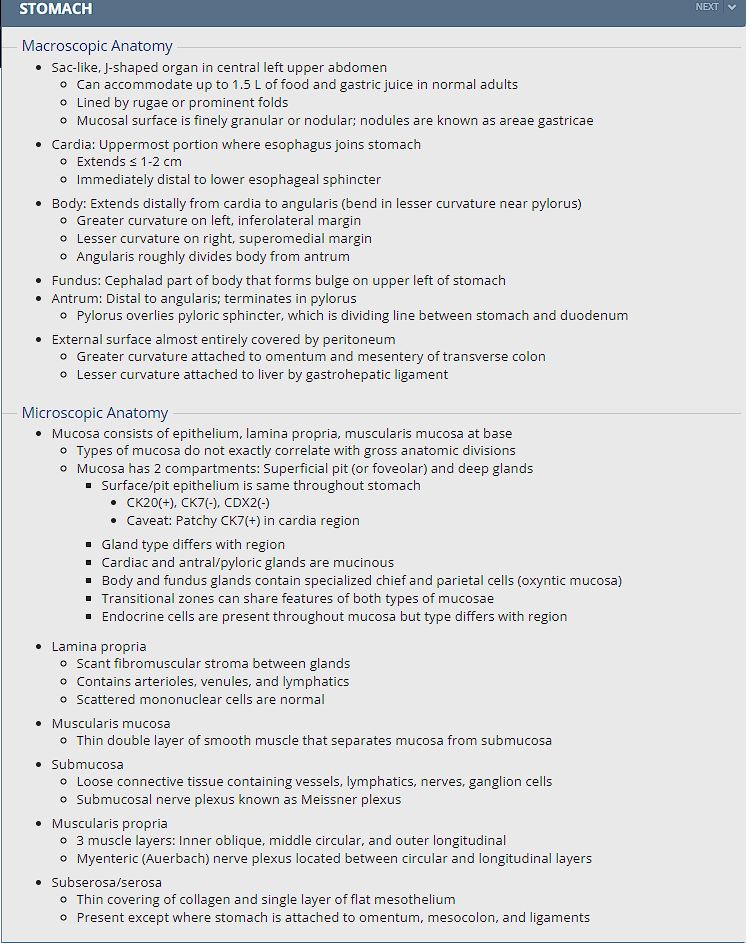 STOMACH
NEXT
Macroscopic Anatomy
Sac-like, J-shaped organ in central left upper abdomen
Can accommodate up to 1.5 L of food and gastric juice in normal adults
Lined by rugae or prominent folds
Mucosal surface is finely granular or nodular; nodules are known as areae gastricae
Cardia: Uppermost portion where esophagus joins stomach
Extends ≤ 1-2 cm
Immediately distal to lower esophageal sphincter
Body: Extends distally from cardia to angularis (bend in lesser curvature near pylorus)
Greater curvature on left, inferolateral margin
Lesser curvature on right, superomedial margin
Angularis roughly divides body from antrum
Fundus: Cephalad part of body that forms bulge on upper left of stomach
Antrum: Distal to angularis; terminates in pylorus
Pylorus overlies pyloric sphincter, which is dividing line between stomach and duodenum
External surface almost entirely covered by peritoneum
Greater curvature attached to omentum and mesentery of transverse colon
Lesser curvature attached to liver by gastrohepatic ligament
Microscopic Anatomy
Mucosa consists of epithelium, lamina propria, muscularis mucosa at base
Types of mucosa do not exactly correlate with gross anatomic divisions
Mucosa has 2 compartments: Superficial pit (or foveolar) and deep glands
Surface/pit epithelium is same throughout stomach
CK20(+), CK7(-), CDX2(-)
Caveat: Patchy CK7(+) in cardia region
Gland type differs with region
Cardiac and antral/pyloric glands are mucinous
Body and fundus glands contain specialized chief and parietal cells (oxyntic mucosa)
Transitional zones can share features of both types of mucosae
Endocrine cells are present throughout mucosa but type differs with region
Lamina propria
Scant fibromuscular stroma between glands
Contains arterioles, venules, and lymphatics
Scattered mononuclear cells are normal
Muscularis mucosa
Thin double layer of smooth muscle that separates mucosa from submucosa
Submucosa
Loose connective tissue containing vessels, lymphatics, nerves, ganglion cells
Submucosal nerve plexus known as Meissner plexus
Muscularis propria
3 muscle layers: Inner oblique, middle circular, and outer longitudinal
Myenteric (Auerbach) nerve plexus located between circular and longitudinal layers
Subserosa/serosa
Thin covering of collagen and single layer of flat mesothelium
Present except where stomach is attached to omentum, mesocolon, and ligaments